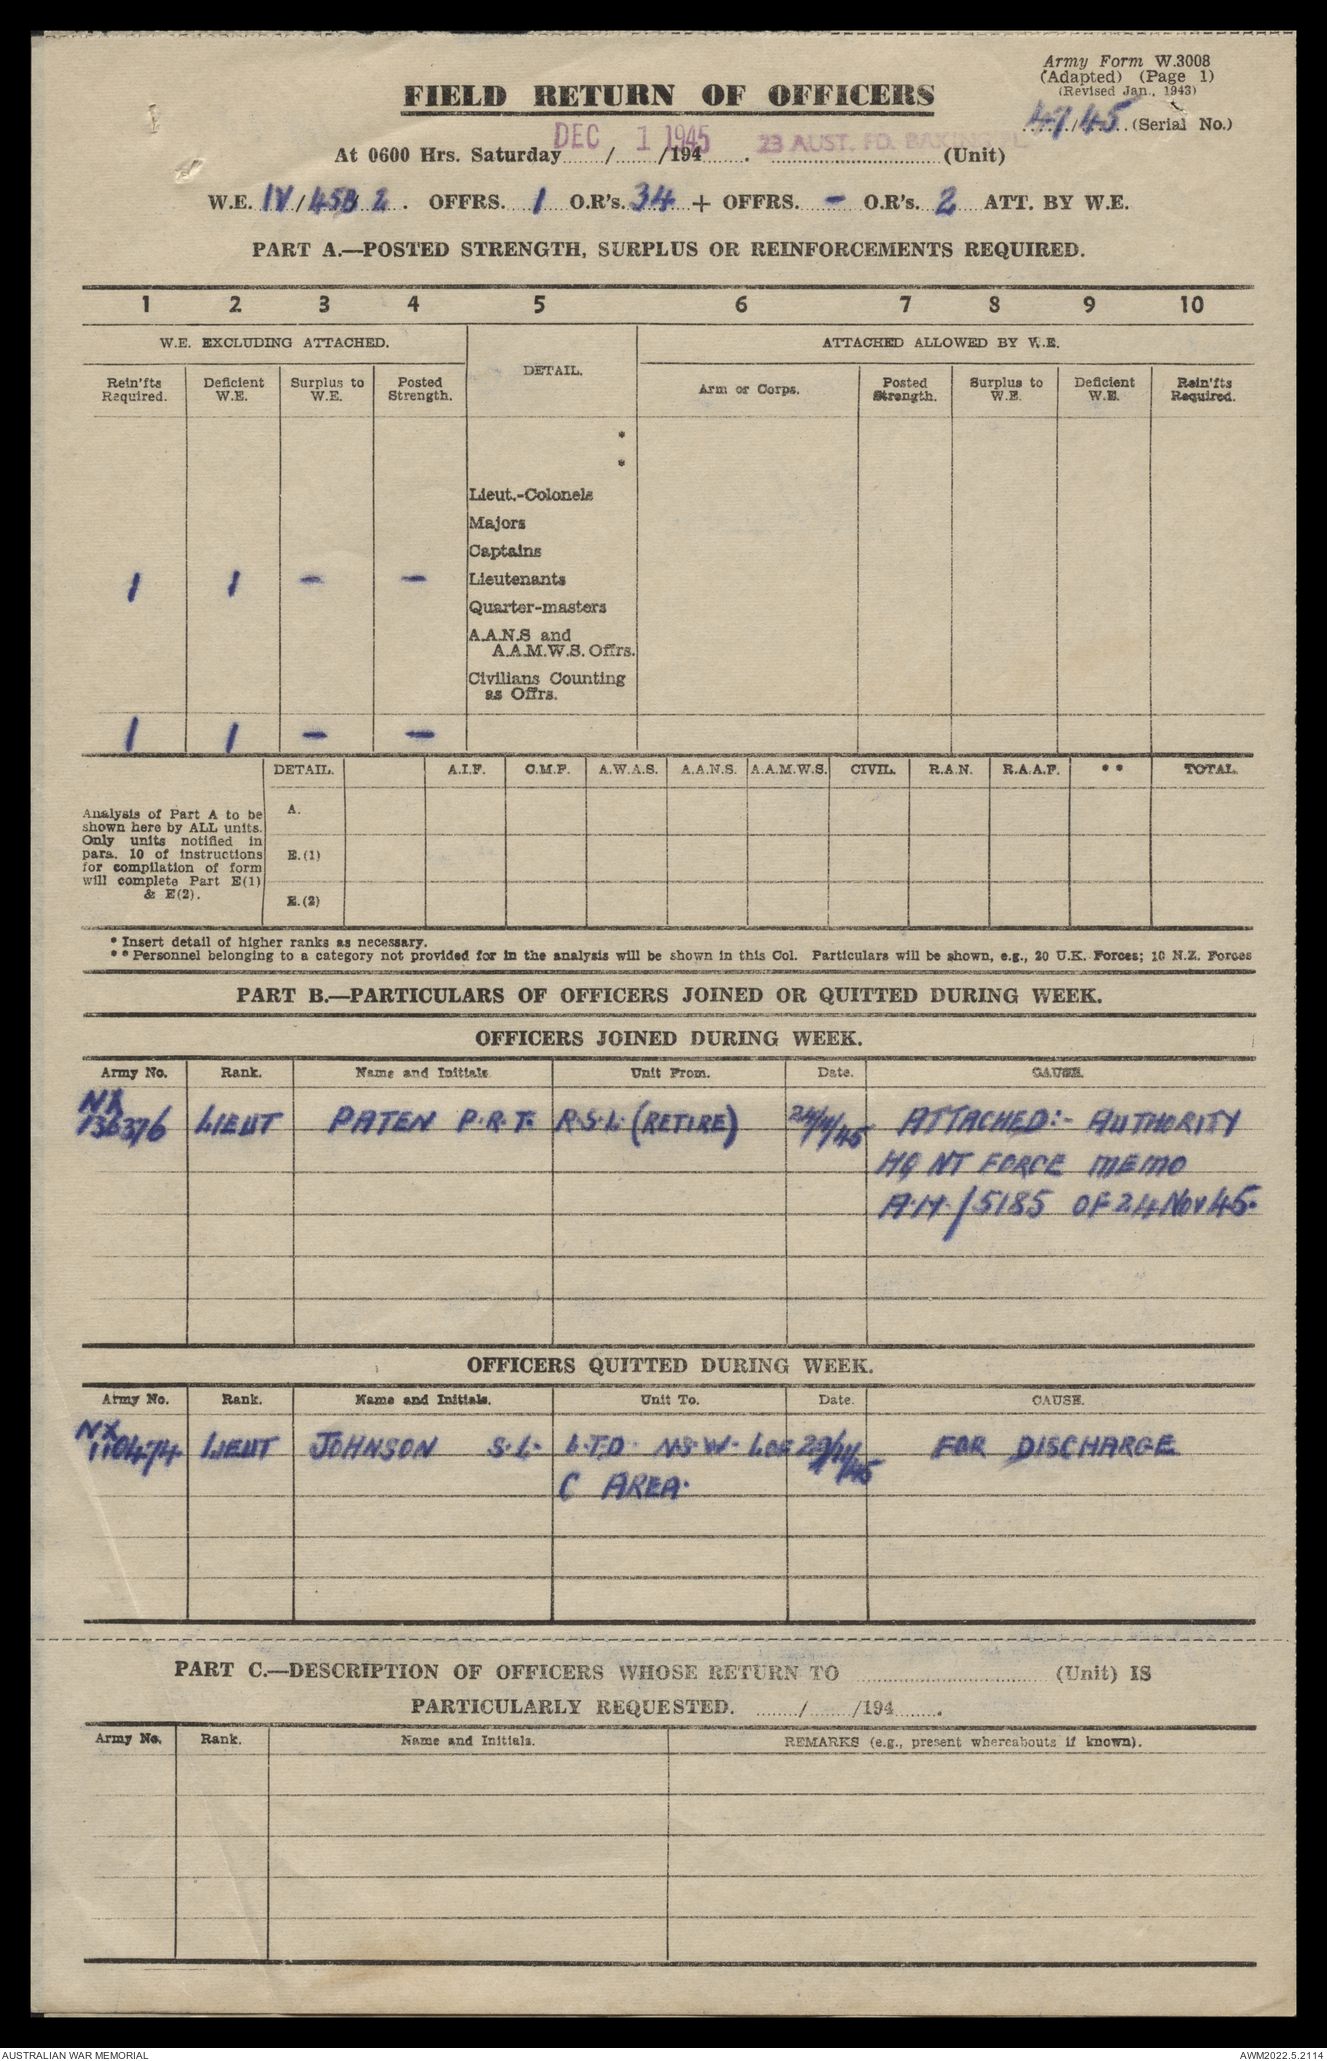 Army Form W.3008
(Adapted) (Page 1)
(Revised Jan., 1943)
FIELD RETURN OF OFFICERS
47/45 (Serial No.)
DEC 1 1945 23 AUST. FD. BAKING PL
At 0600 Hrs. Saturday....../....../194....... (Unit)
W.E. IV/45B 2. OFFRS. 1 O.R's. 34 + OFFRS. - O.R's. 2 ATT. BY W.E.
PART A.—POSTED STRENGTH, SURPLUS OR REINFORCEMENTS REQUIRED.
1 2 3 4 5 6 7 8 9 10
W.E. EXCLUDING ATTACHED. DETAIL. ATTACHED ALLOWED BY W.E.
Rein'fts Required. Deficient W.E. Surplus to W.E. Posted Strength. Arm or Corps. Posted Strength. Surplus to W.E. Deficient W.E. Rein'fts Required.
*
*
Lieut.-Colonels
Majors
Captains
1 1 - - Lieutenants
Quarter-masters
A.A.N.S and
A.A.M.W.S. Offrs.
Civilians Counting
as Offrs.
1 1 - -
DETAIL. A.I.F. C.M.F. A.W.A.S. A.A.N.S. A.A.M.W.S. CIVIL. R.A.N. R.A.A.F. * * TOTAL.
Analysis of Part A to be
shown here by ALL units.
Only units notified in
para. 10 of instructions
for compilation of form
will complete Part E(1)
& E(2).
A.
E.(1)
E.(2)
* Insert detail of higher ranks as necessary.
* * Personnel belonging to a category not provided for in the analysis will be shown in this Col. Particulars will be shown, e.g., 20 U.K. Forces; 10 N.Z. Forces
PART B.—PARTICULARS OF OFFICERS JOINED OR QUITTED DURING WEEK.
OFFICERS JOINED DURING WEEK.
Army No. Rank. Name and Initials. Unit From. Date. CAUSE.
NX
136376 LIEUT PATEN P.R.T. R.S.L. (RETIRE) 24/11/45 ATTACHED:- AUTHORITY
HQ NT FORCE MEMO
A.M./5185 OF 24 NOV 45.
OFFICERS QUITTED DURING WEEK.
Army No. Rank. Name and Initials. Unit To. Date. CAUSE.
NX
110474 LIEUT JOHNSON S.L. L.T.D. N.S.W. LOF 29/11/45 FOR DISCHARGE
C AREA.
PART C.—DESCRIPTION OF OFFICERS WHOSE RETURN TO .............................. (Unit) IS
PARTICULARLY REQUESTED. ......./......./194........
Army No. Rank. Name and Initials. REMARKS (e.g., present whereabouts if known).
AUSTRALIAN WAR MEMORIAL
AWM2022.5.2114